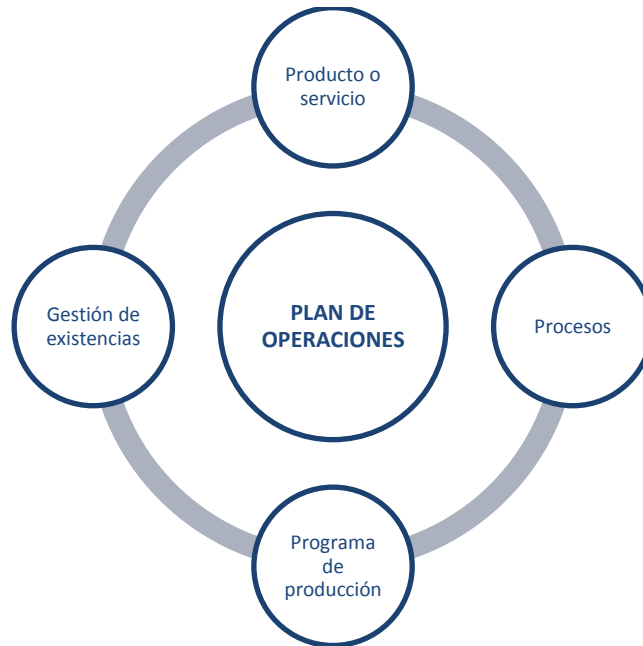 Producto o
servicio
Gestión de
existencias
PLAN DE
OPERACIONES
Procesos
Programa
de
producción